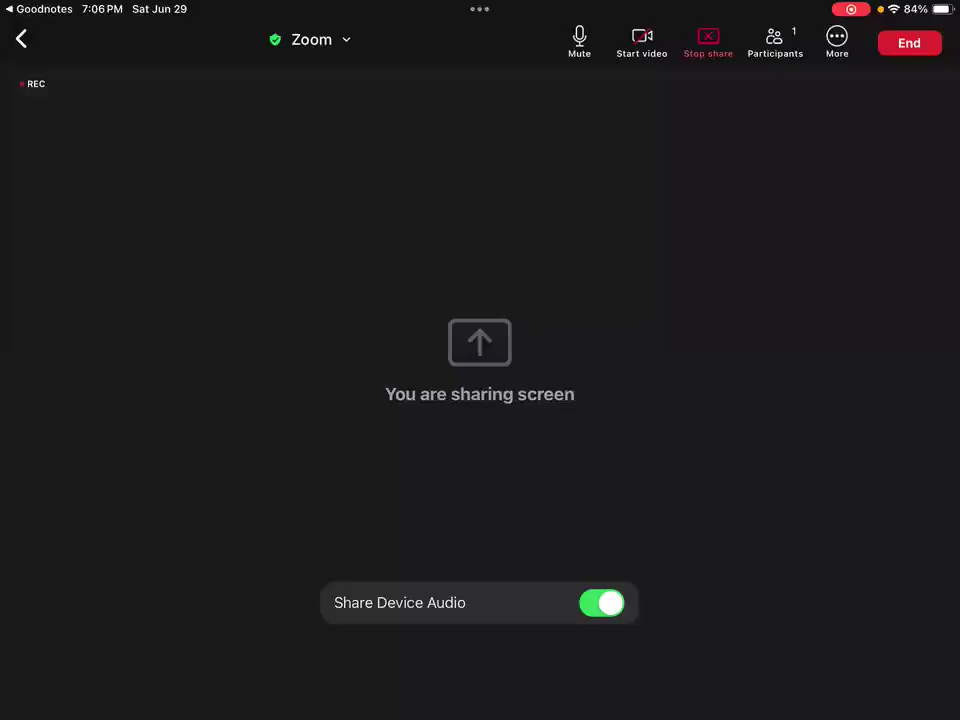 Goodnotes 7:06 PM Sat Jun 29 84%
Zoom
Mute Start video Stop share Participants 1 More End
REC
You are sharing screen
Share Device Audio